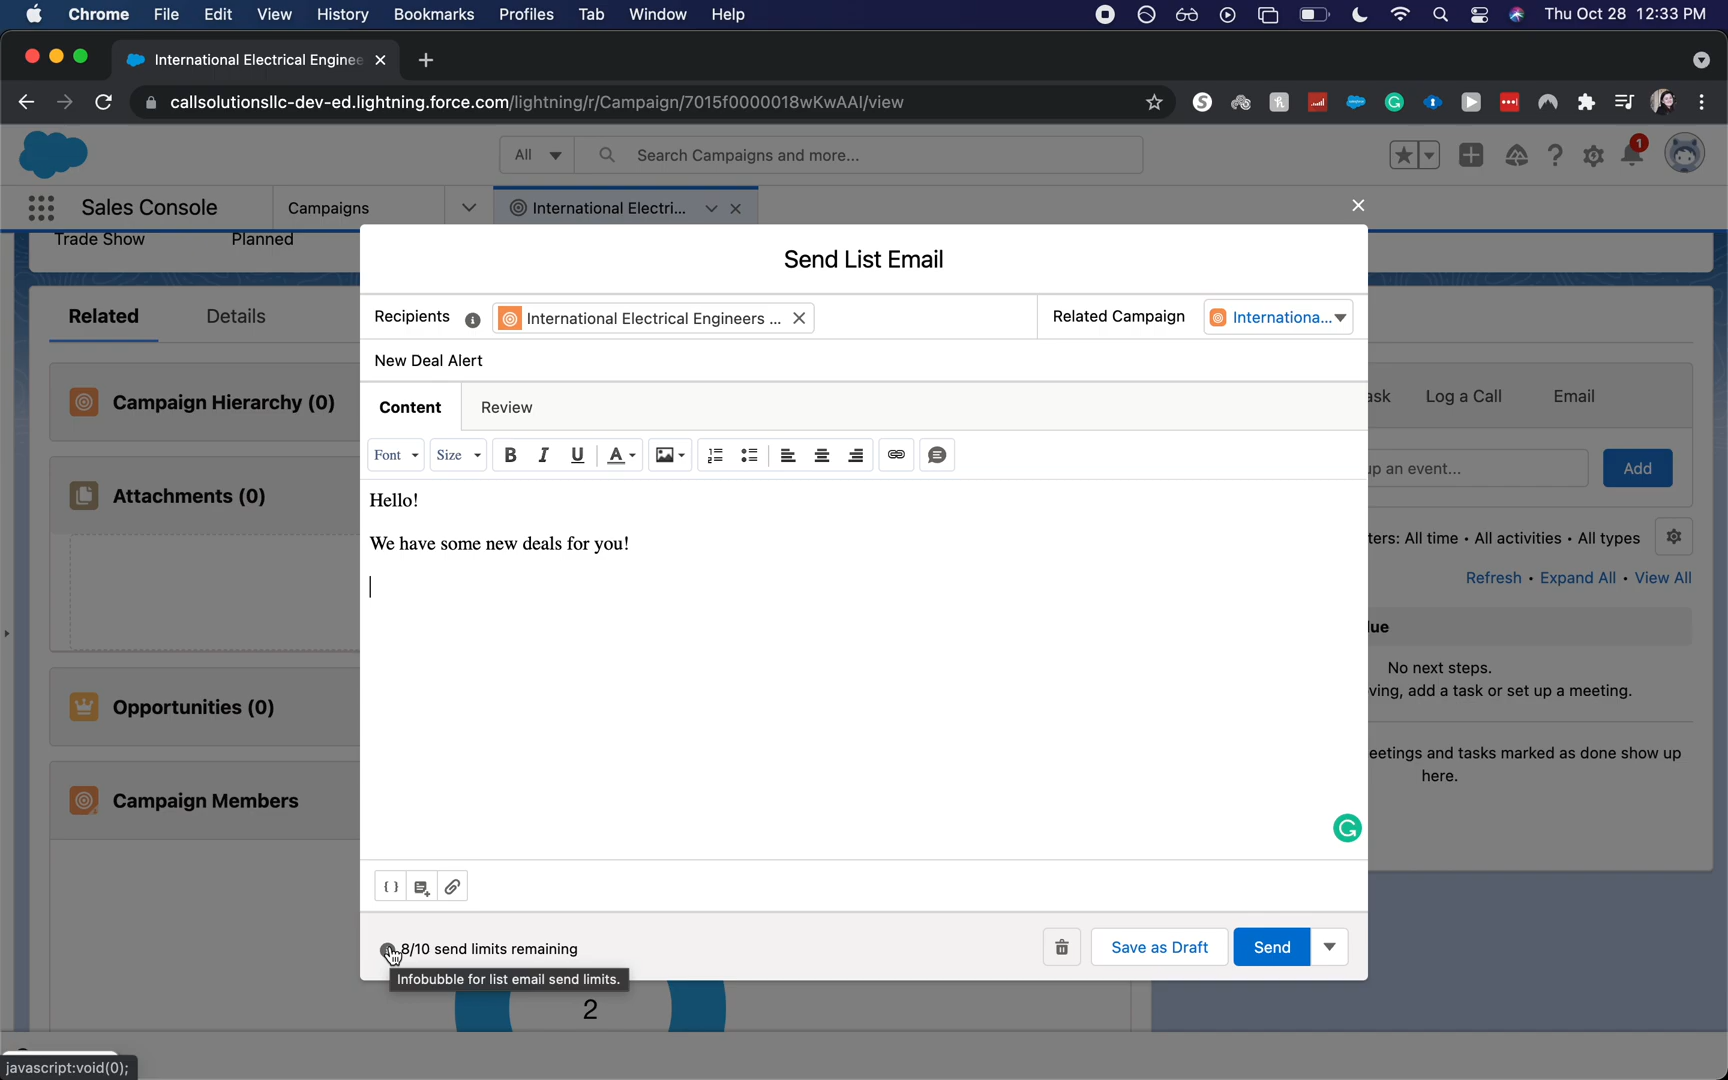 Chrome File Edit View History Bookmarks Profiles Tab Window Help Thu Oct 28 12:33 PM
International Electrical Enginee
callsolutionsllc-dev-ed.lightning.force.com/lightning/r/Campaign/7015f0000018wKwAAI/view
All Search Campaigns and more... 1
Sales Console Campaigns International Electri...
Trade Show Planned
Send List Email
Related Details
Recipients International Electrical Engineers ... Related Campaign Internationa...
New Deal Alert
Campaign Hierarchy (0)
Content Review
ask Log a Call Email
Font Size B I U A
up an event... Add
Attachments (0)
Hello!
We have some new deals for you!
ters: All time • All activities • All types
Refresh • Expand All • View All
lue
No next steps.
ving, add a task or set up a meeting.
Opportunities (0)
eetings and tasks marked as done show up
here.
Campaign Members
{ }
8/10 send limits remaining
Save as Draft Send
Infobubble for list email send limits.
2
javascript:void(0);